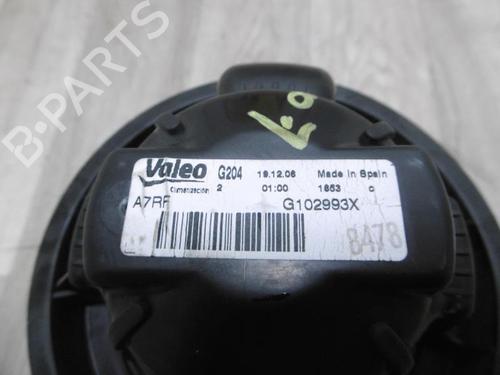 B-PARTS
Valeo G204 19.12.06 Made in Spain
Climatización 2 01:00 1653 c
A7RF G102993X
8478